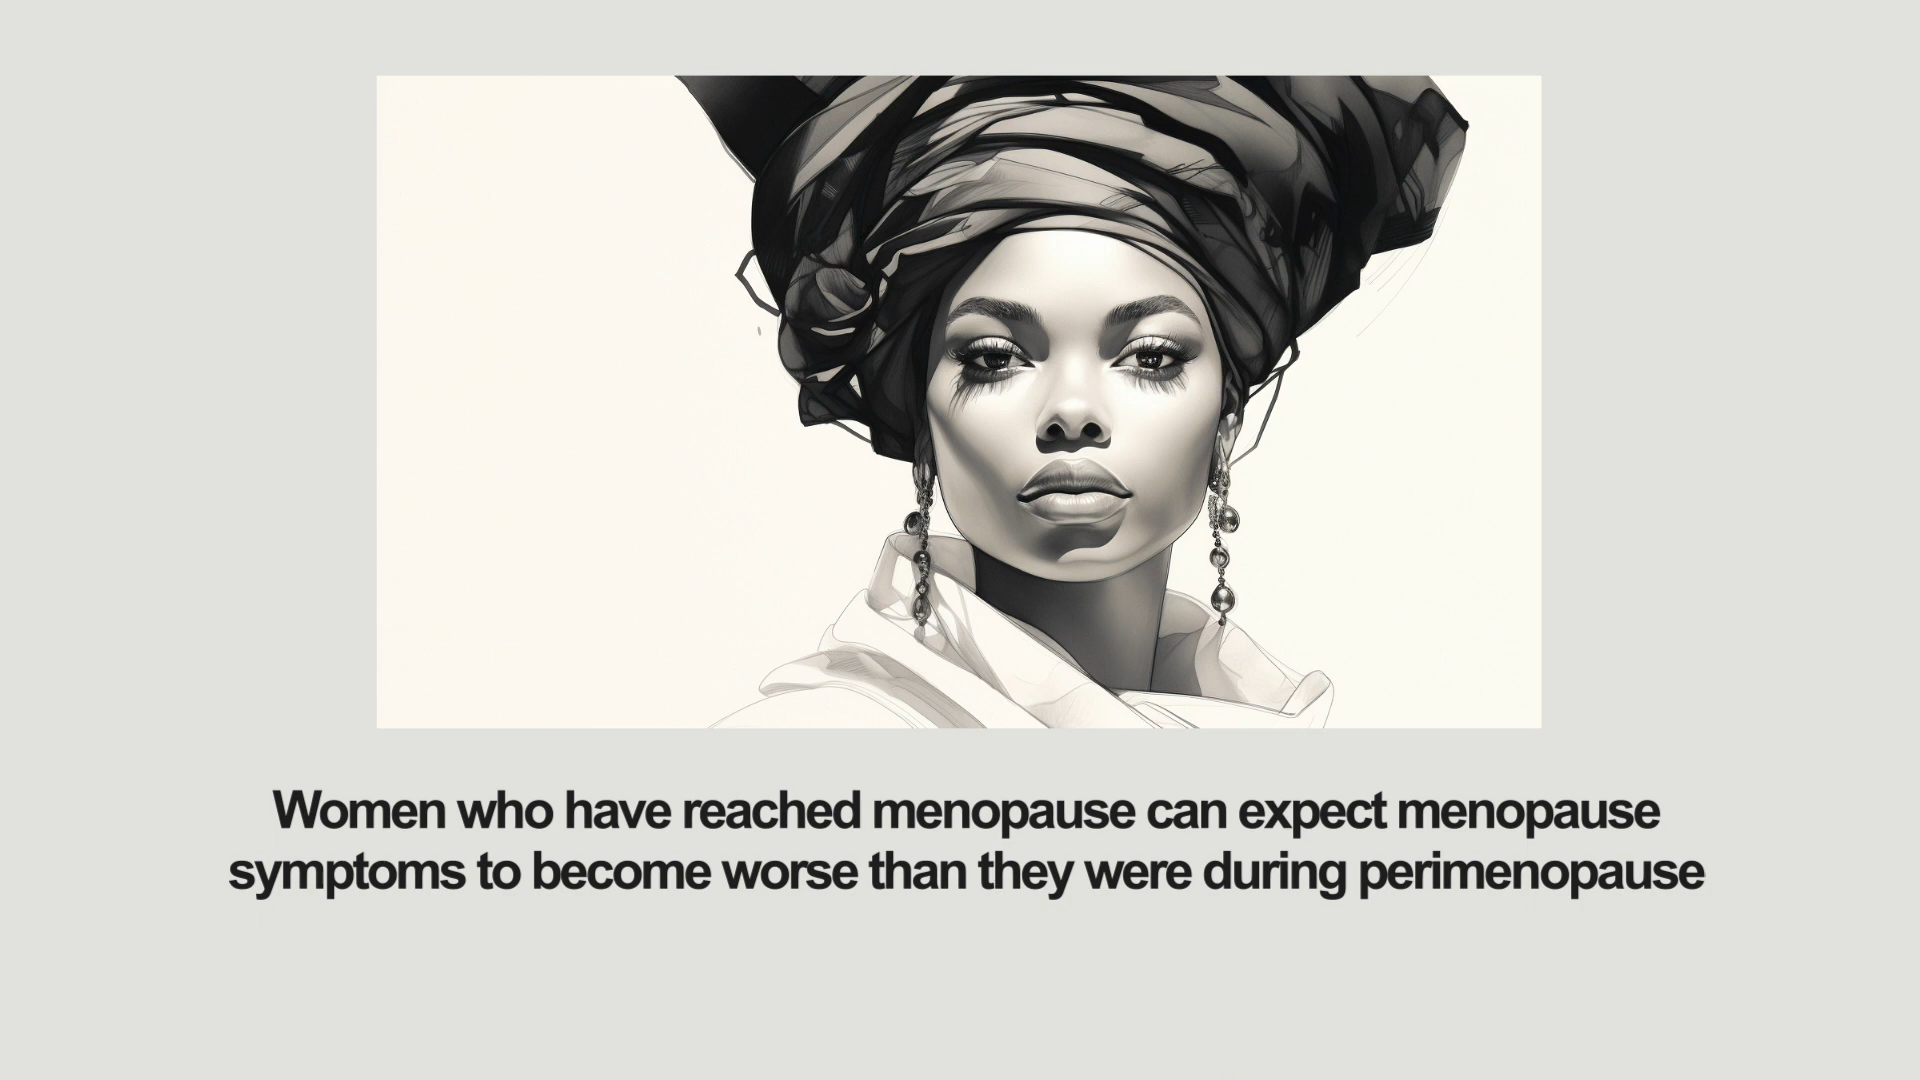 Women who have reached menopause can expect menopause
symptoms to become worse than they were during perimenopause